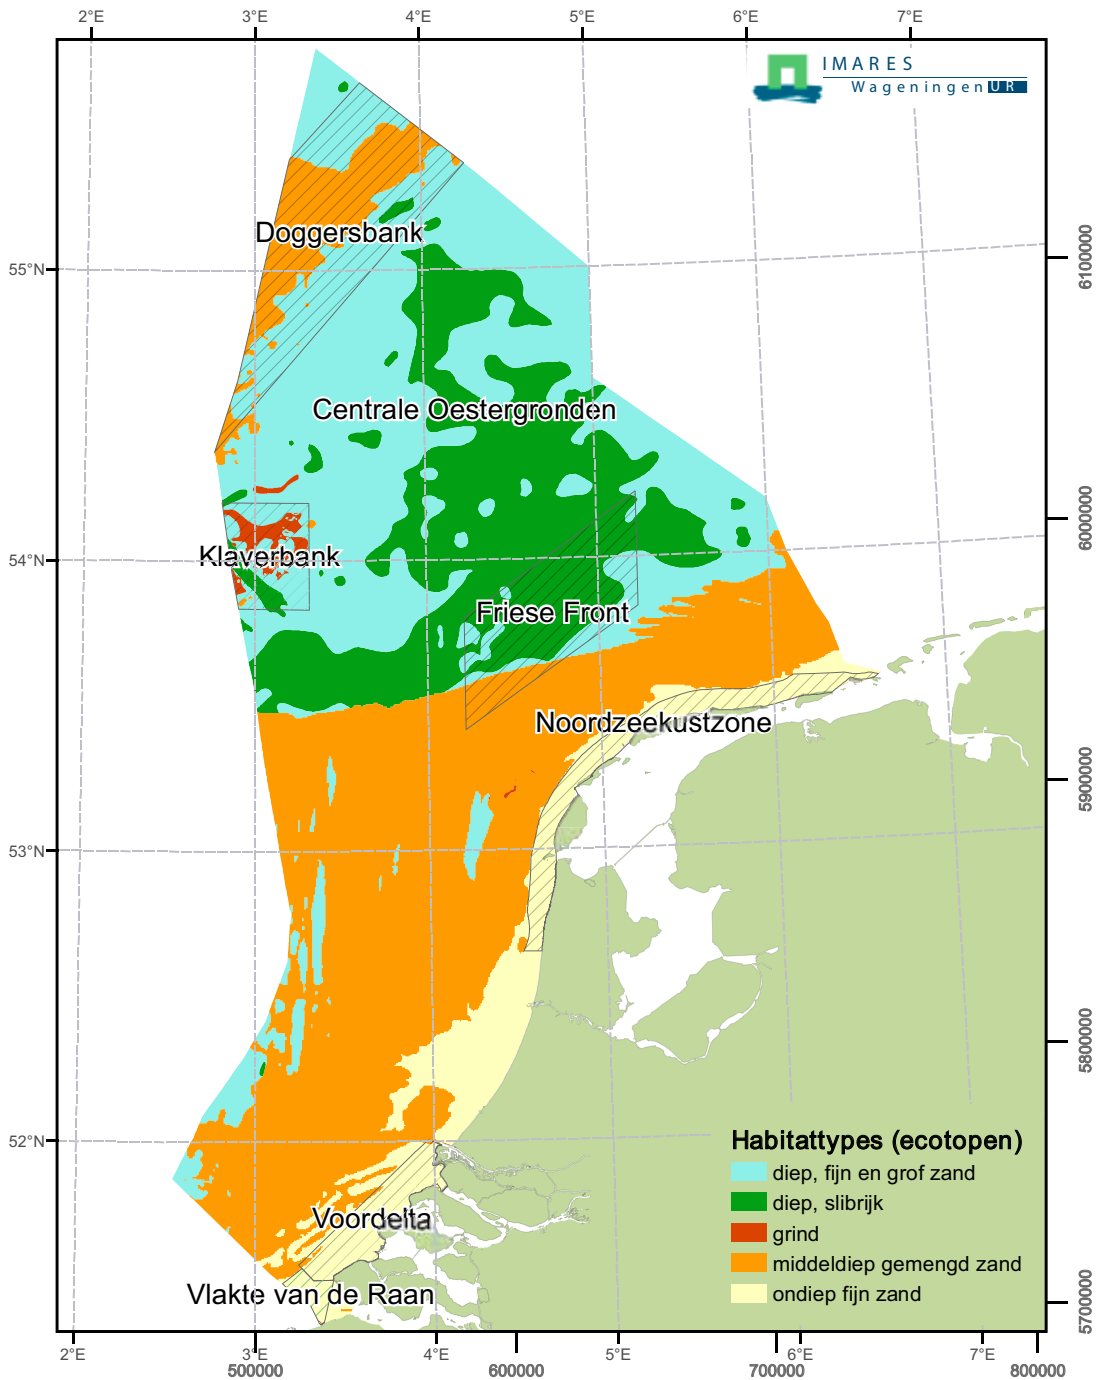 2°E 3°E 4°E 5°E 6°E 7°E
IMARES
Wageningen UR
Doggersbank
55°N
6100000
Centrale Oestergronden
6000000
54°N
Klaverbank
Friese Front
Noordzeekustzone
5900000
53°N
5800000
52°N
Habitattypes (ecotopen)
diep, fijn en grof zand
diep, slibrijk
grind
middeldiep gemengd zand
ondiep fijn zand
Voordelta
Vlakte van de Raan
5700000
2°E 3°E 4°E 5°E 6°E 7°E
500000 600000 700000 800000